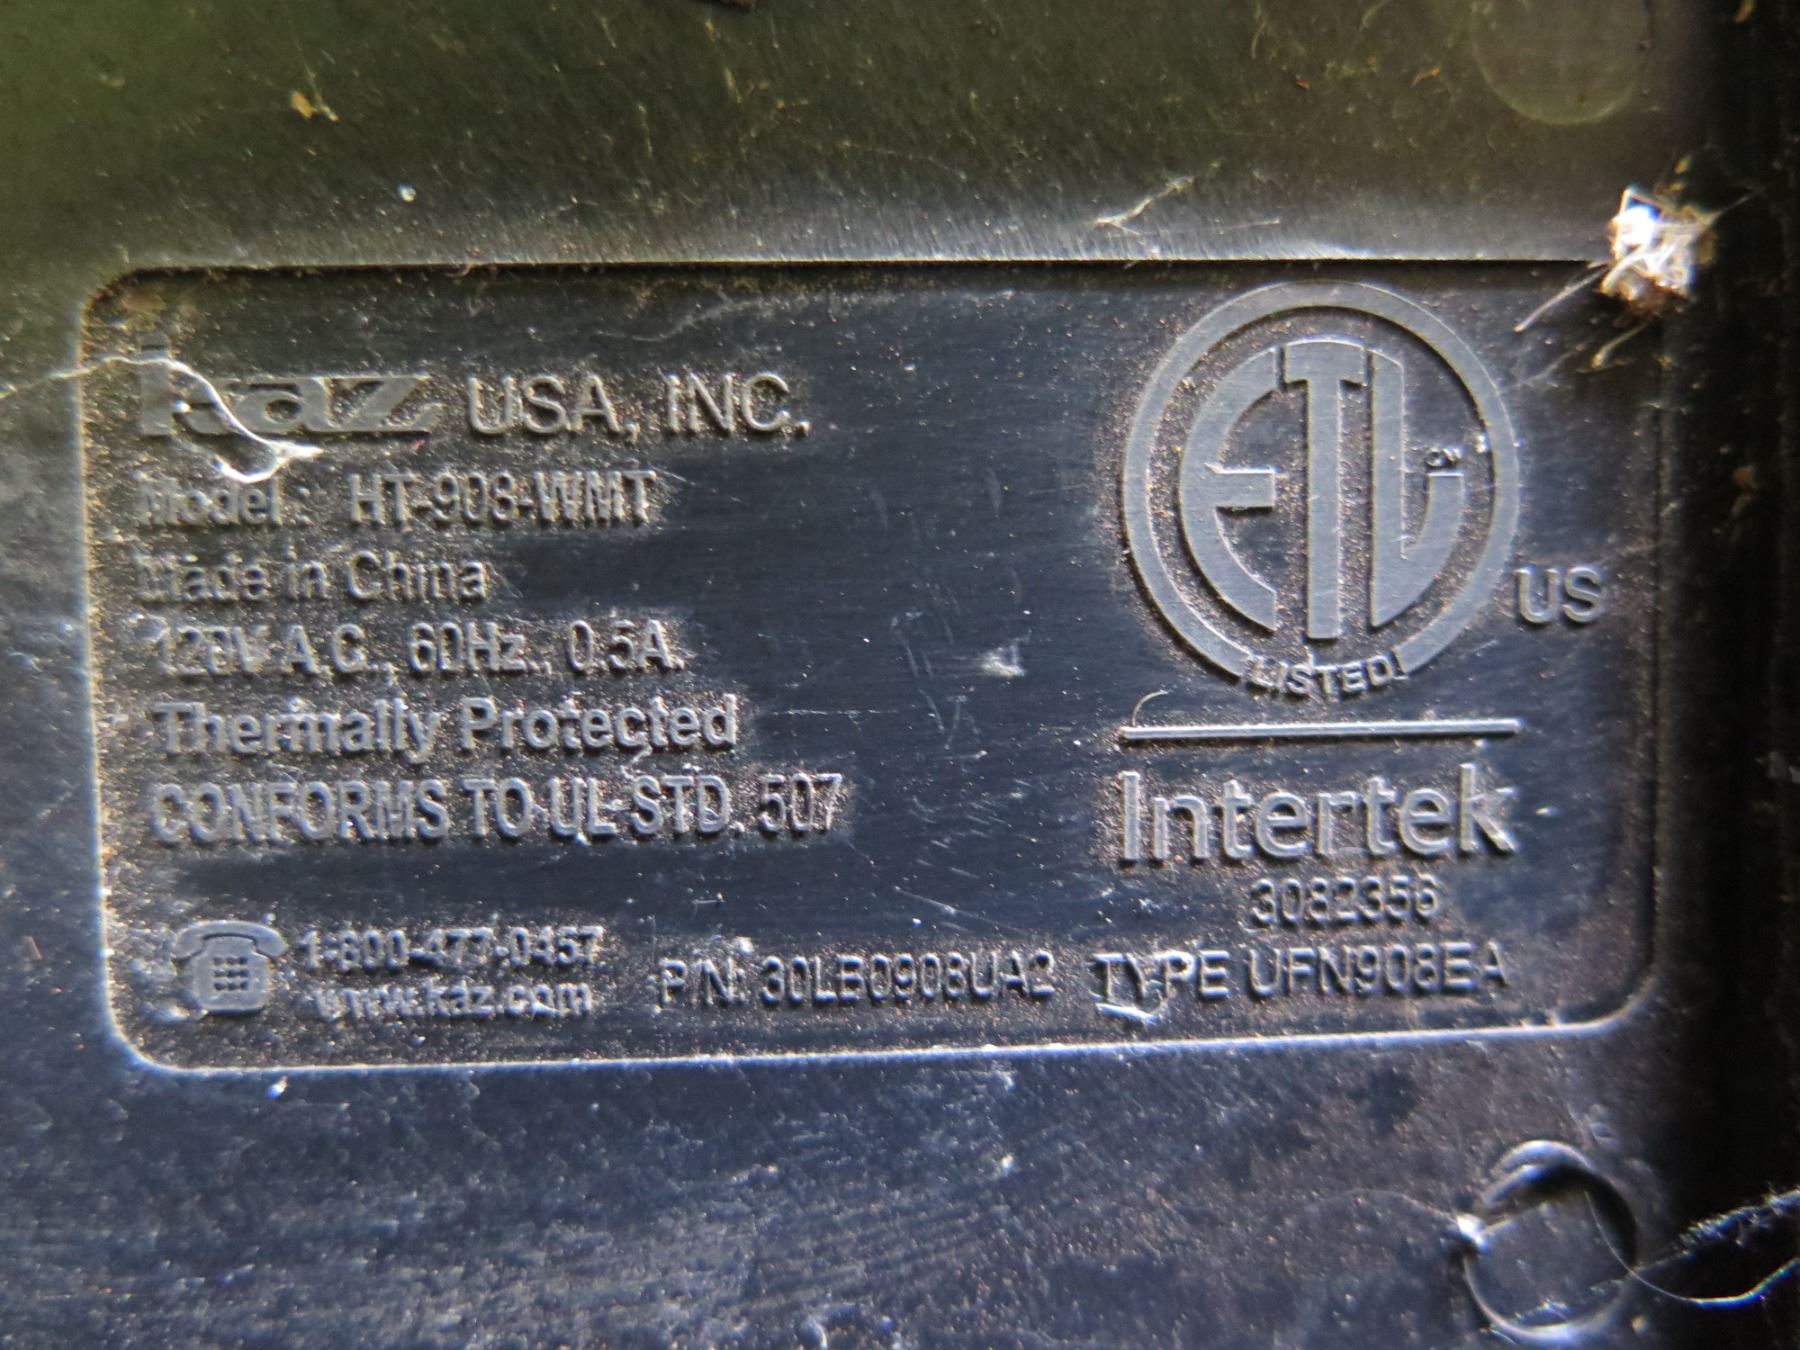 kaz USA, INC.
Model : HT-908-WMT
Made in China
120V A.C., 60Hz., 0.5A.
Thermally Protected
CONFORMS TO UL STD. 507
1-800-477-0457
www.kaz.com
P/N: 30LB0908UA2 TYPE UFN908EA
ETL
CM
LISTED
US
Intertek
3082356